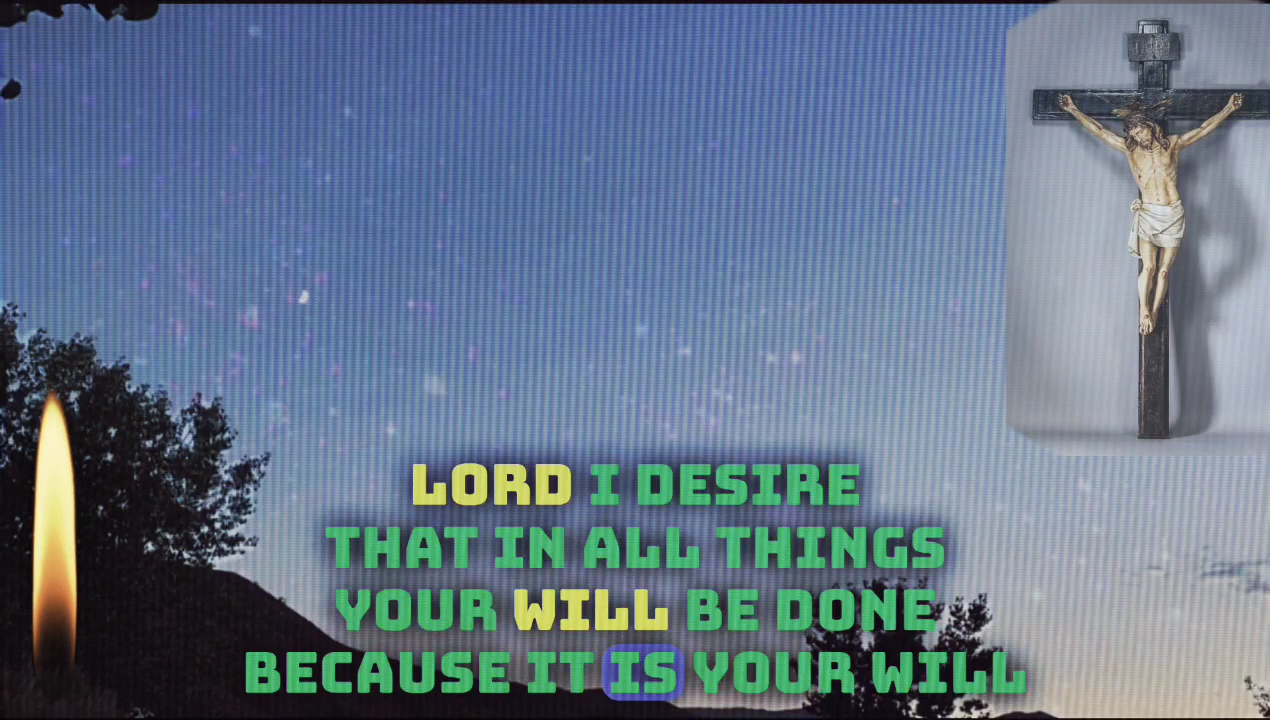 LORD I DESIRE
THAT IN ALL THINGS
YOUR WILL BE DONE
BECAUSE IT IS YOUR WILL